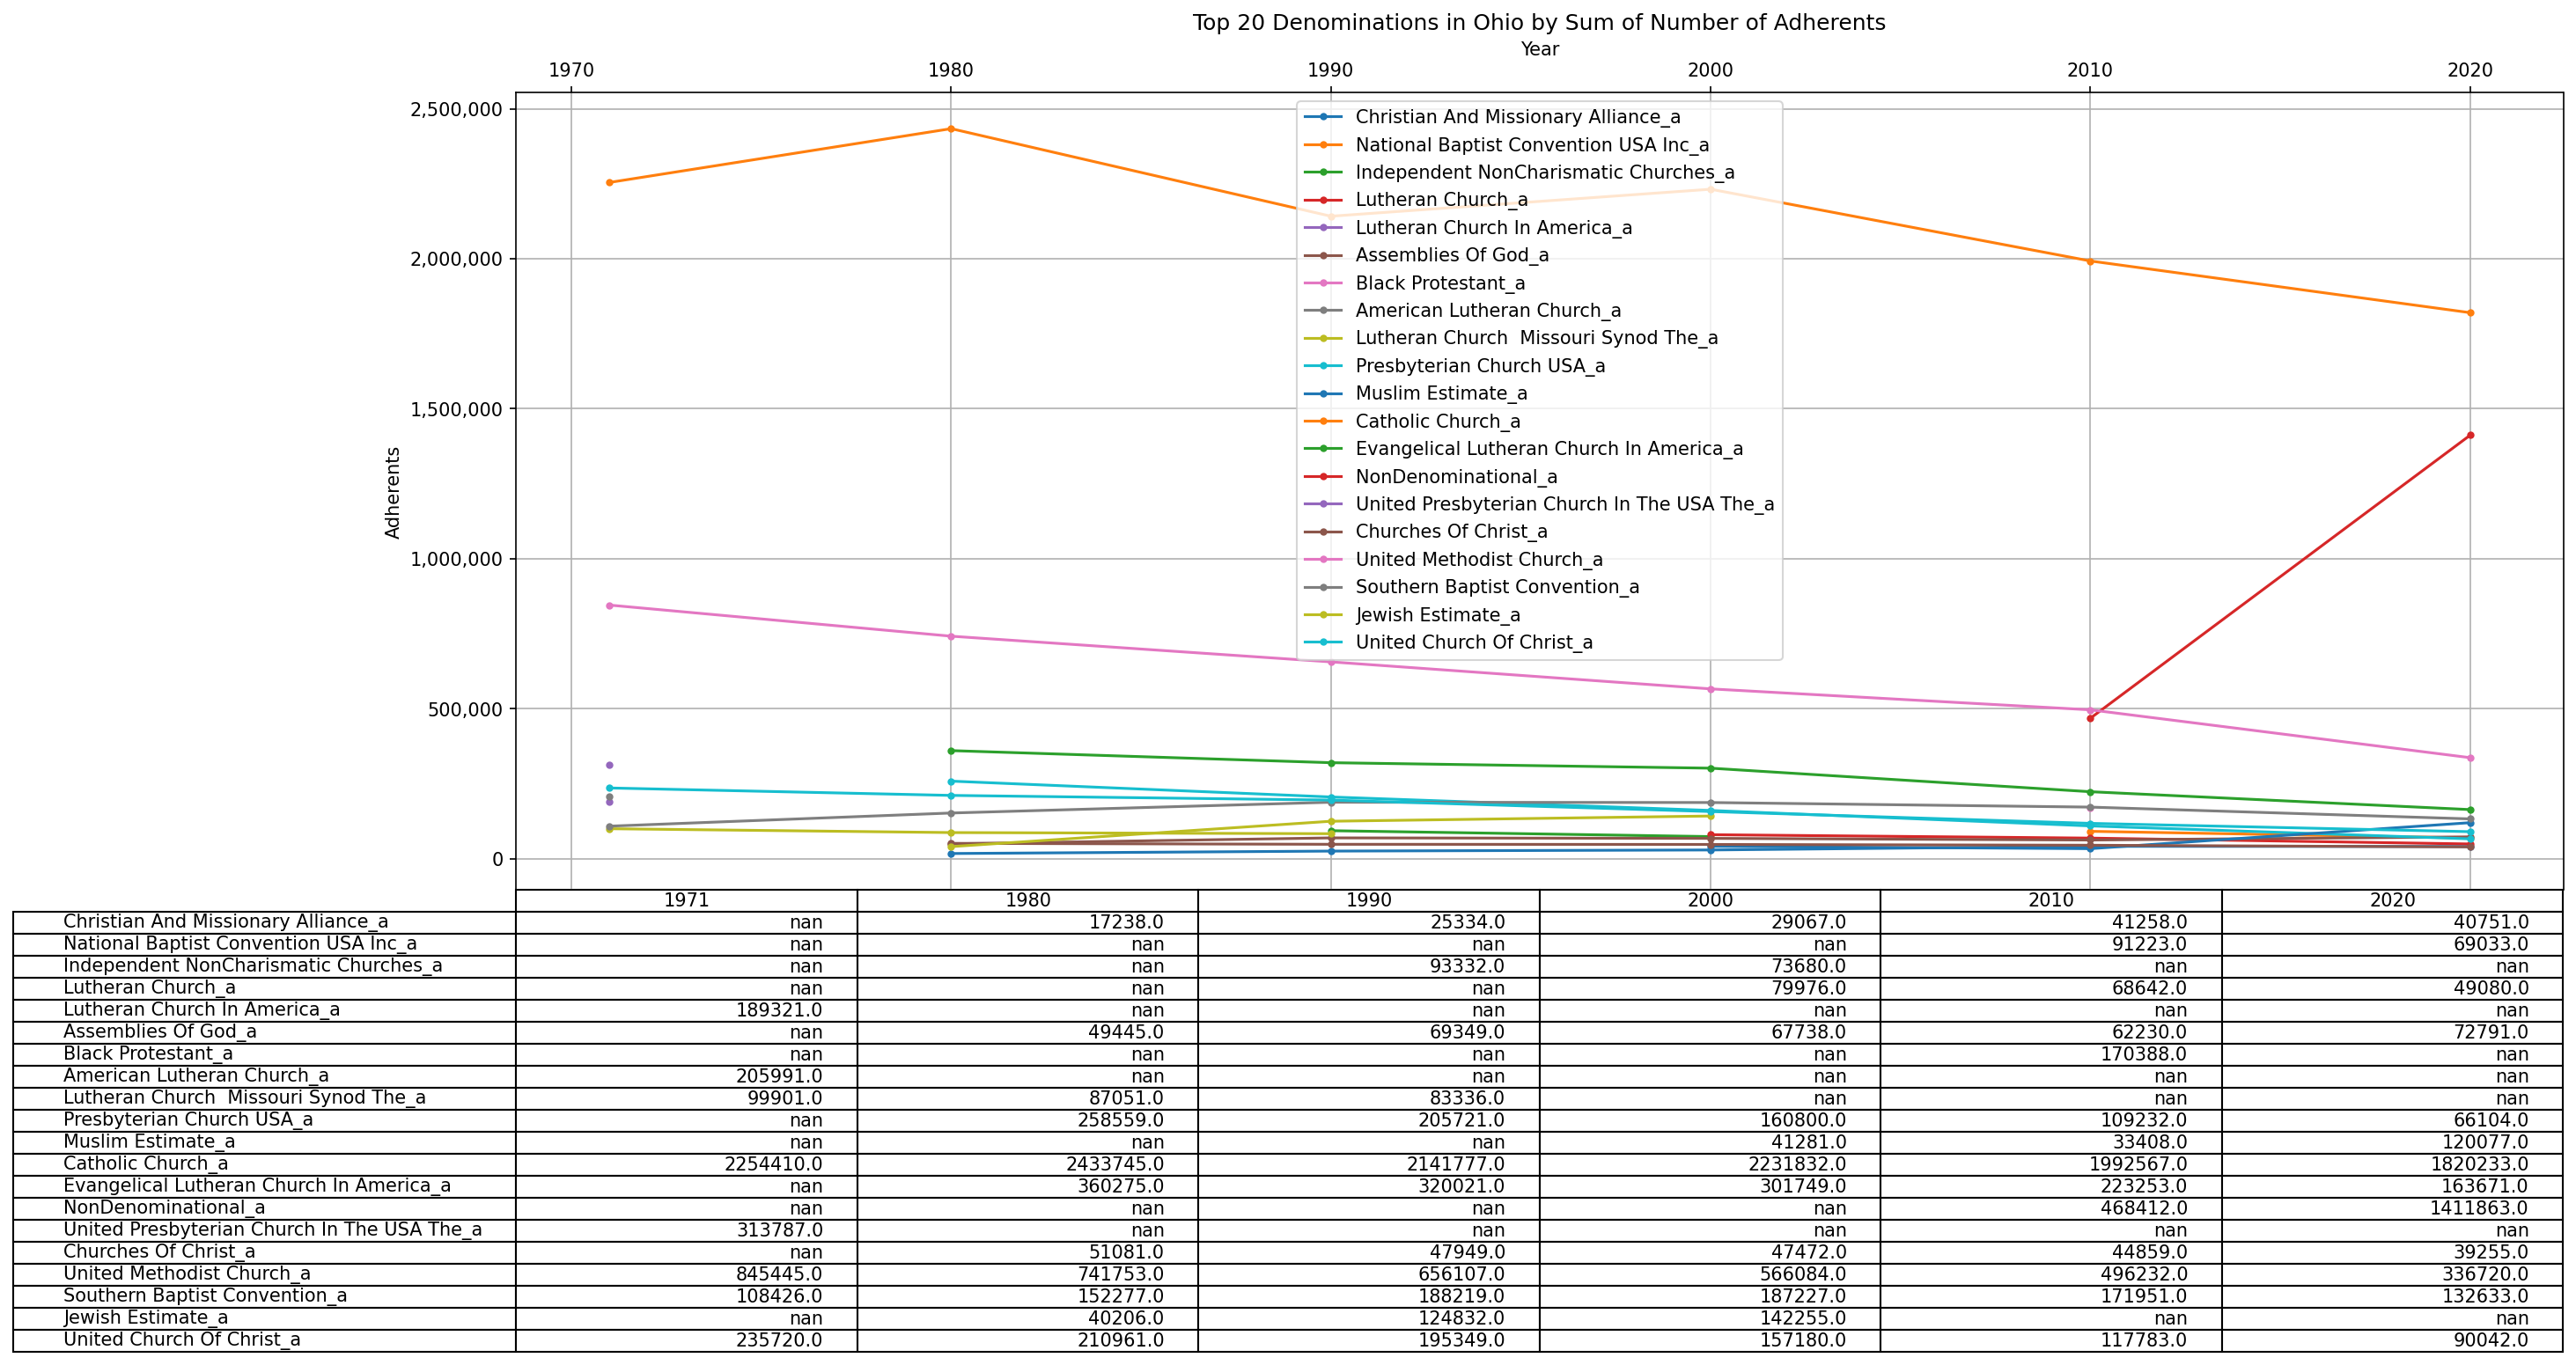 Top 20 Denominations in Ohio by Sum of Number of Adherents
Year
1970 1980 1990 2000 2010 2020
2,500,000
2,000,000
1,500,000
1,000,000
500,000
0
Adherents
Christian And Missionary Alliance_a
National Baptist Convention USA Inc_a
Independent NonCharismatic Churches_a
Lutheran Church_a
Lutheran Church In America_a
Assemblies Of God_a
Black Protestant_a
American Lutheran Church_a
Lutheran Church  Missouri Synod The_a
Presbyterian Church USA_a
Muslim Estimate_a
Catholic Church_a
Evangelical Lutheran Church In America_a
NonDenominational_a
United Presbyterian Church In The USA The_a
Churches Of Christ_a
United Methodist Church_a
Southern Baptist Convention_a
Jewish Estimate_a
United Church Of Christ_a
1971 1980 1990 2000 2010 2020
Christian And Missionary Alliance_a nan 17238.0 25334.0 29067.0 41258.0 40751.0
National Baptist Convention USA Inc_a nan nan nan nan 91223.0 69033.0
Independent NonCharismatic Churches_a nan nan 93332.0 73680.0 nan nan
Lutheran Church_a nan nan nan 79976.0 68642.0 49080.0
Lutheran Church In America_a 189321.0 nan nan nan nan nan
Assemblies Of God_a nan 49445.0 69349.0 67738.0 62230.0 72791.0
Black Protestant_a nan nan nan nan 170388.0 nan
American Lutheran Church_a 205991.0 nan nan nan nan nan
Lutheran Church  Missouri Synod The_a 99901.0 87051.0 83336.0 nan nan nan
Presbyterian Church USA_a nan 258559.0 205721.0 160800.0 109232.0 66104.0
Muslim Estimate_a nan nan nan 41281.0 33408.0 120077.0
Catholic Church_a 2254410.0 2433745.0 2141777.0 2231832.0 1992567.0 1820233.0
Evangelical Lutheran Church In America_a nan 360275.0 320021.0 301749.0 223253.0 163671.0
NonDenominational_a nan nan nan nan 468412.0 1411863.0
United Presbyterian Church In The USA The_a 313787.0 nan nan nan nan nan
Churches Of Christ_a nan 51081.0 47949.0 47472.0 44859.0 39255.0
United Methodist Church_a 845445.0 741753.0 656107.0 566084.0 496232.0 336720.0
Southern Baptist Convention_a 108426.0 152277.0 188219.0 187227.0 171951.0 132633.0
Jewish Estimate_a nan 40206.0 124832.0 142255.0 nan nan
United Church Of Christ_a 235720.0 210961.0 195349.0 157180.0 117783.0 90042.0